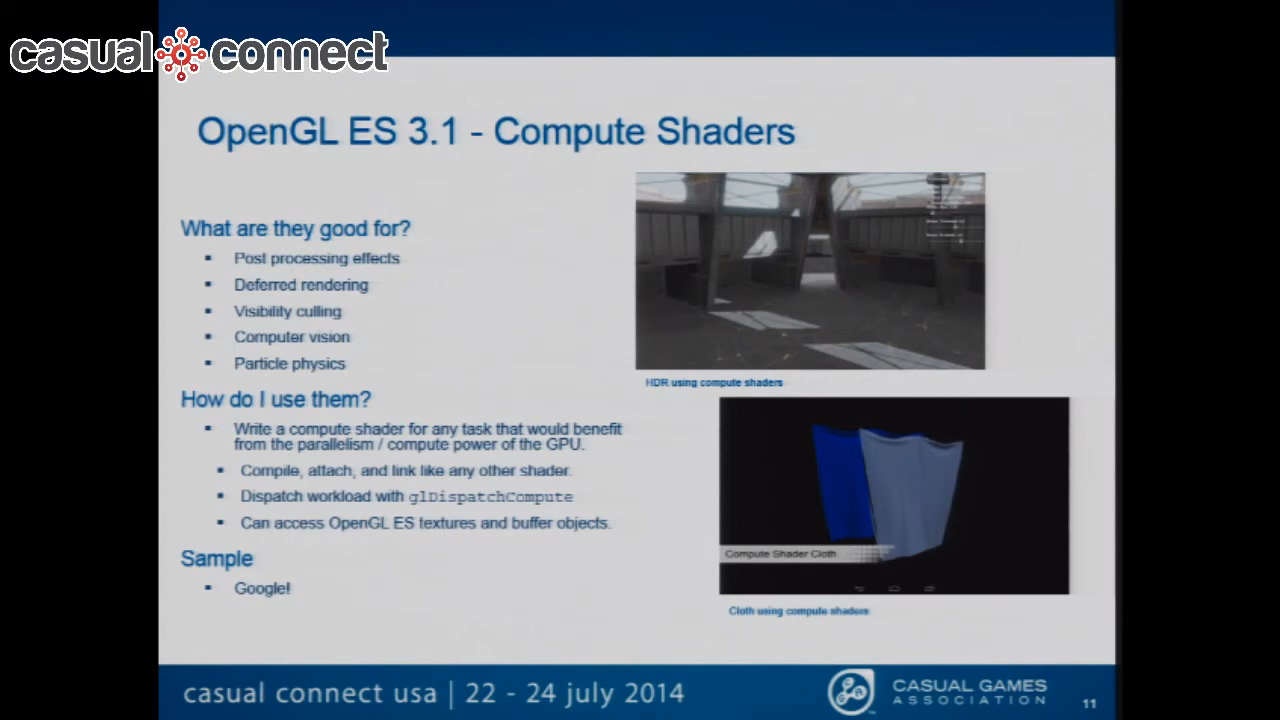 casual connect
OpenGL ES 3.1 - Compute Shaders
What are they good for?
▪ Post processing effects
▪ Deferred rendering
▪ Visibility culling
▪ Computer vision
▪ Particle physics
How do I use them?
▪ Write a compute shader for any task that would benefit
from the parallelism / compute power of the GPU.
▪ Compile, attach, and link like any other shader.
▪ Dispatch workload with glDispatchCompute
▪ Can access OpenGL ES textures and buffer objects.
Sample
▪ Google!
HDR using compute shaders
Compute Shader Cloth
Cloth using compute shaders
casual connect usa | 22 - 24 july 2014
CASUAL GAMES
ASSOCIATION
11